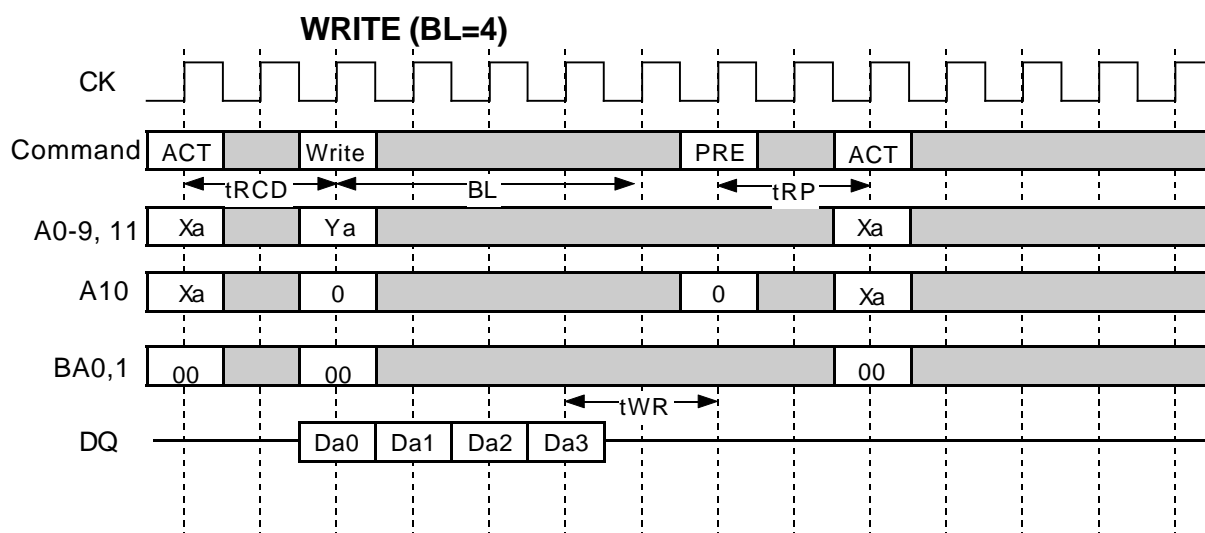 WRITE (BL=4)
CK
Command ACT Write PRE ACT
tRCD BL tRP
A0-9, 11 Xa Ya Xa
A10 Xa 0 0 Xa
BA0,1 00 00 00
tWR
DQ Da0 Da1 Da2 Da3